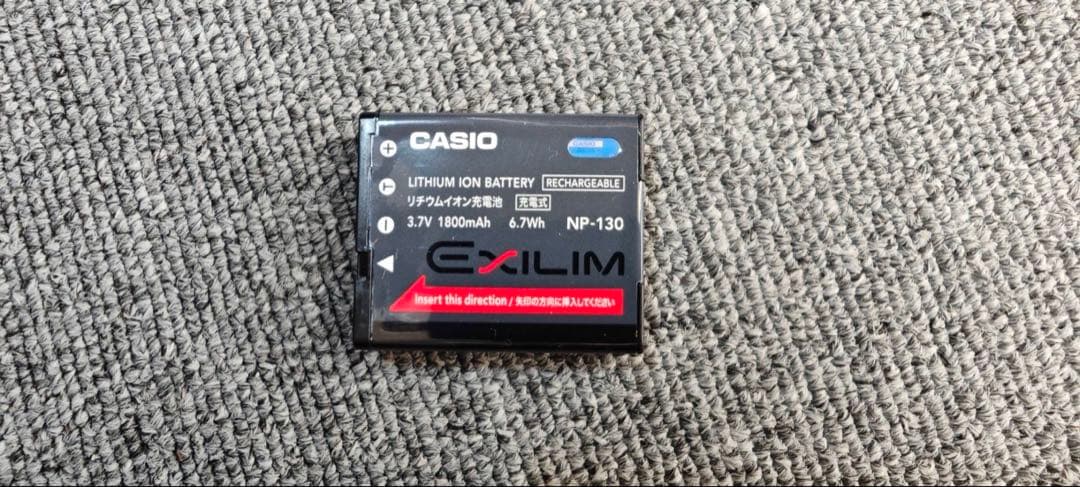 CASIO
CASIO
LITHIUM ION BATTERY RECHARGEABLE
リチウムイオン充電池 充電式
3.7V 1800mAh 6.7Wh NP-130
EXILIM
Insert this direction / 矢印の方向に挿入してください
+
T
−